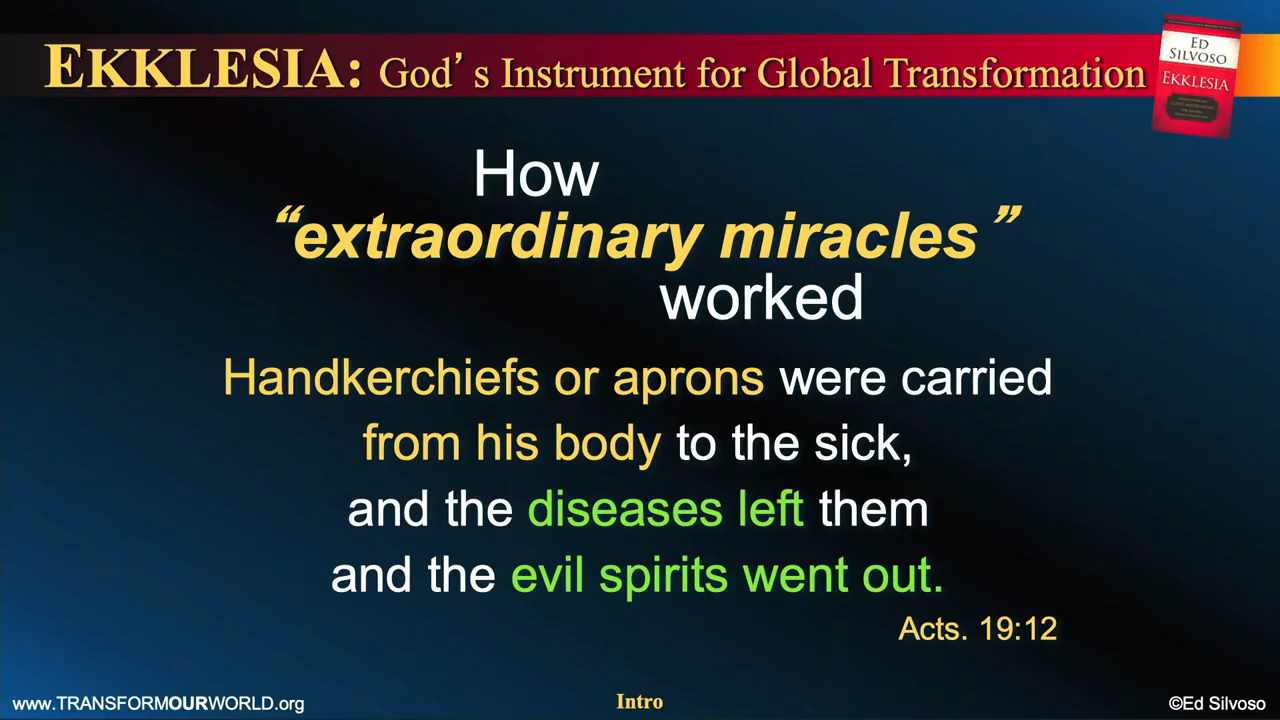 EKKLESIA: God's Instrument for Global Transformation
ED
SILVOSO
EKKLESIA
How
“extraordinary miracles”
worked
Handkerchiefs or aprons were carried
from his body to the sick,
and the diseases left them
and the evil spirits went out.
Acts. 19:12
www.TRANSFORMOURWORLD.org
Intro
©Ed Silvoso